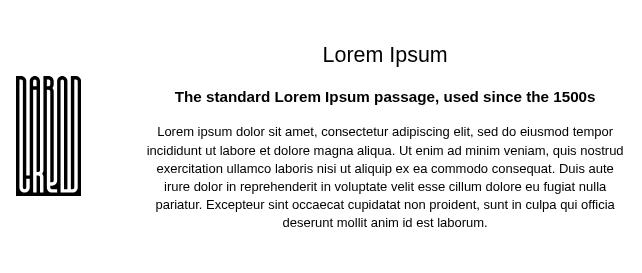 Lorem Ipsum
The standard Lorem Ipsum passage, used since the 1500s
Lorem ipsum dolor sit amet, consectetur adipiscing elit, sed do eiusmod tempor
incididunt ut labore et dolore magna aliqua. Ut enim ad minim veniam, quis nostrud
exercitation ullamco laboris nisi ut aliquip ex ea commodo consequat. Duis aute
irure dolor in reprehenderit in voluptate velit esse cillum dolore eu fugiat nulla
pariatur. Excepteur sint occaecat cupidatat non proident, sunt in culpa qui officia
deserunt mollit anim id est laborum.